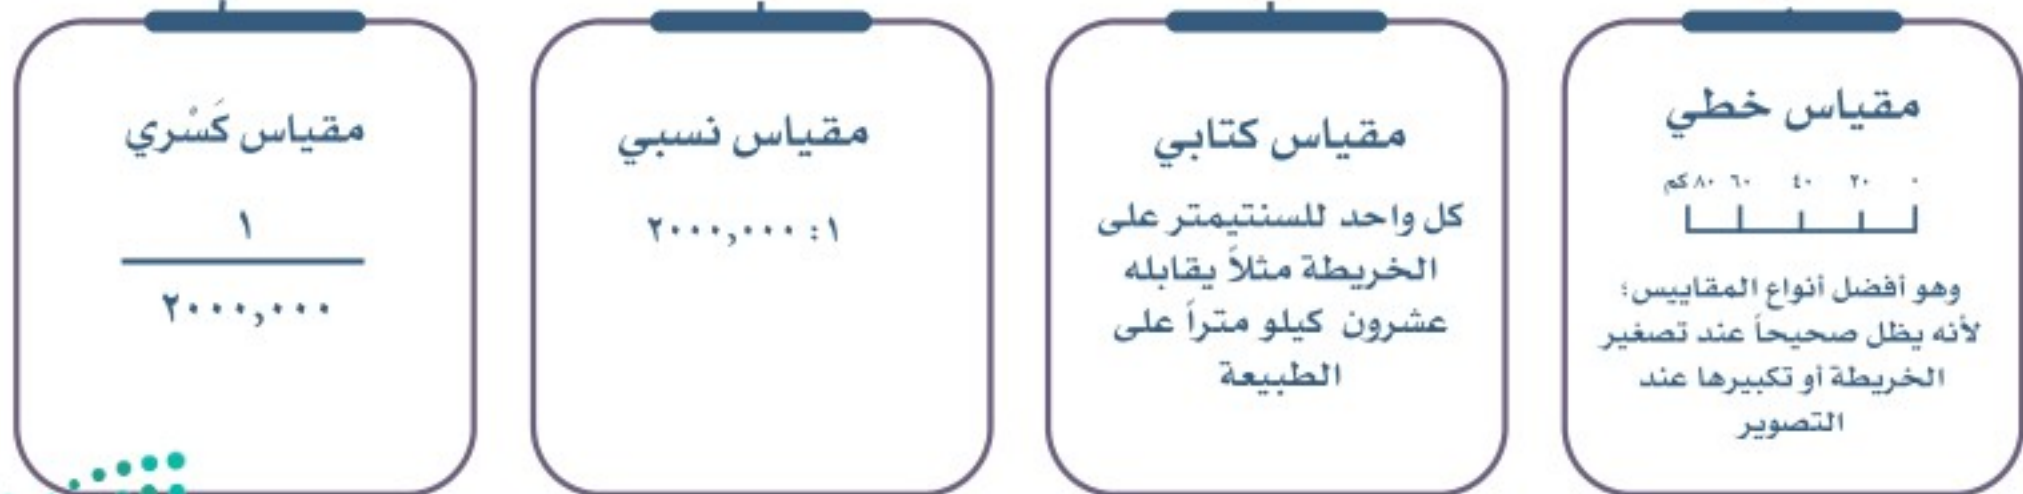 مقياس خطي
٠ ٢٠ ٤٠ ٦٠ ٨٠ كم
وهو أفضل أنواع المقاييس؛
لأنه يظل صحيحاً عند تصغير
الخريطة أو تكبيرها عند
التصوير
مقياس كتابي
كل واحد للسنتيمتر على
الخريطة مثلاً يقابله
عشرون كيلو متراً على
الطبيعة
مقياس نسبي
١: ٢٠٠٠,٠٠٠
مقياس كَسْري
١
٢٠٠٠,٠٠٠